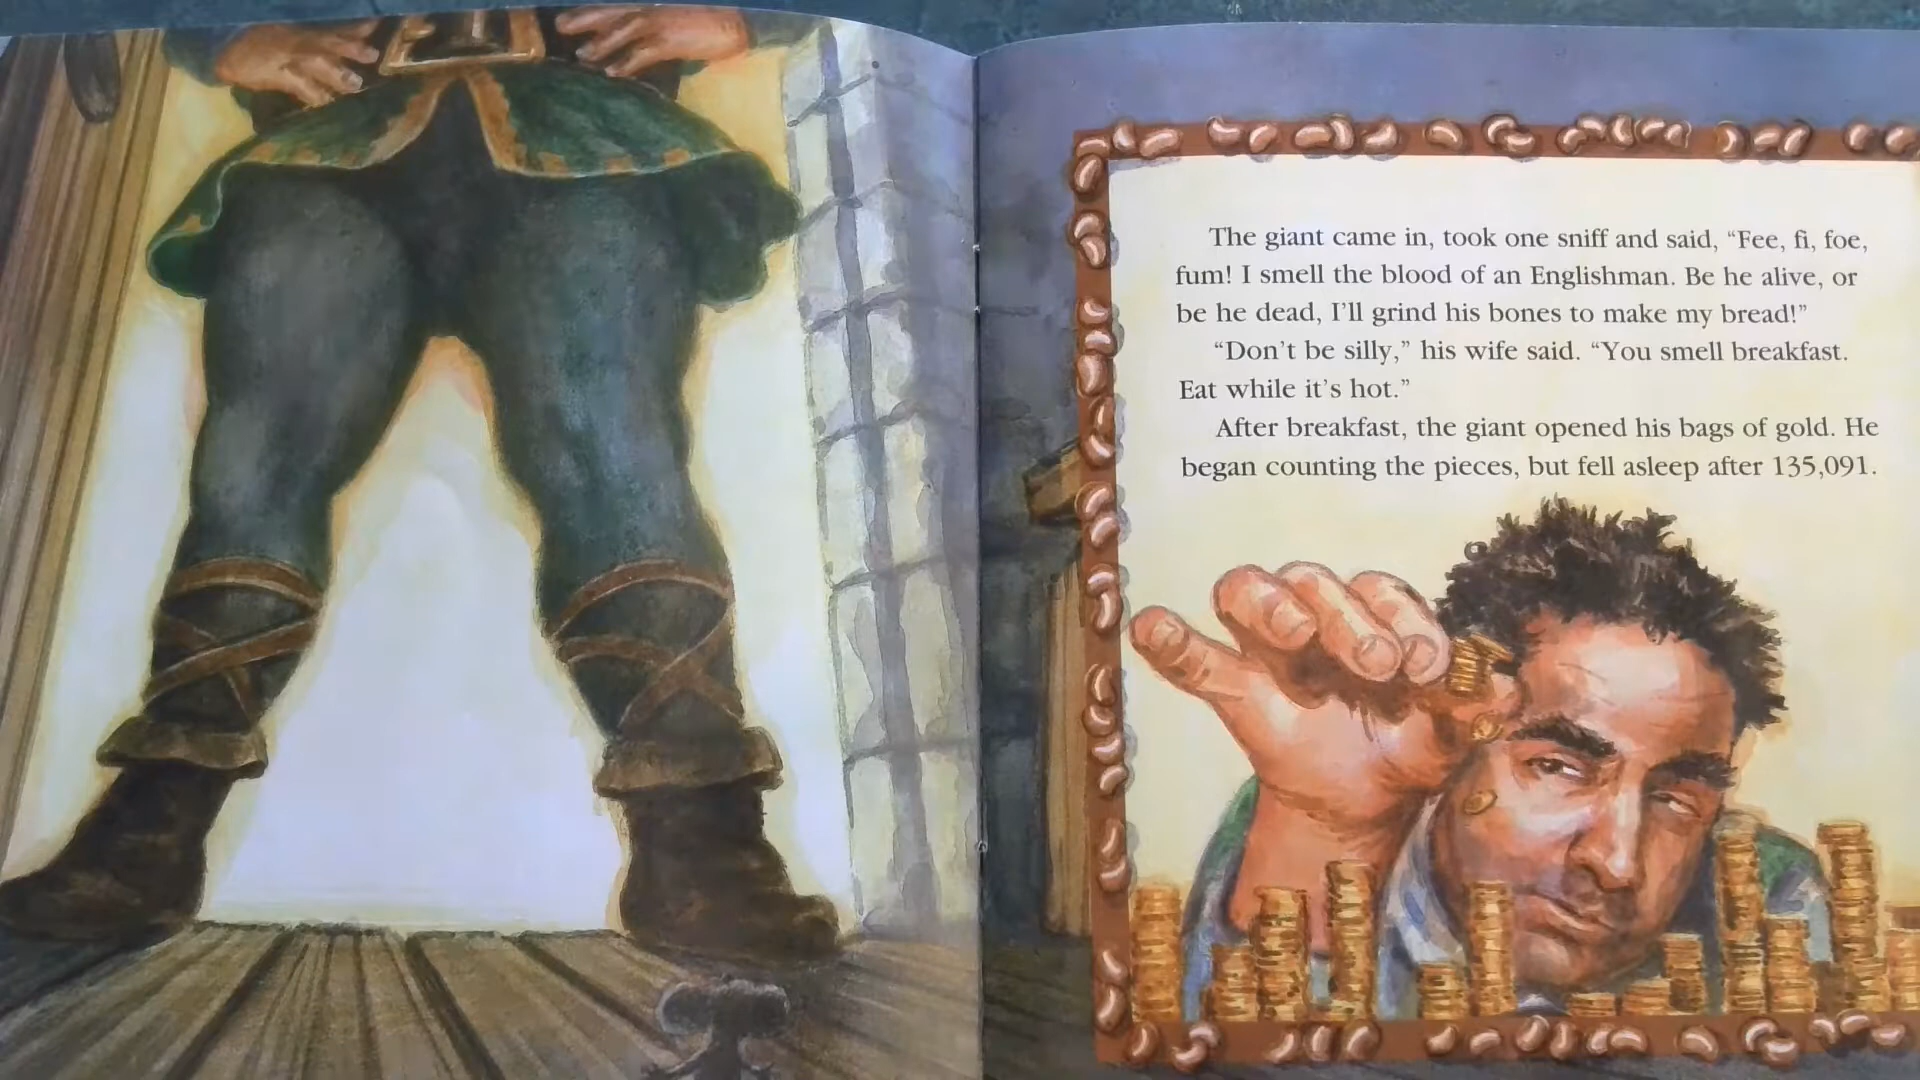 The giant came in, took one sniff and said, “Fee, fi, foe,
fum! I smell the blood of an Englishman. Be he alive, or
be he dead, I’ll grind his bones to make my bread!”
“Don’t be silly,” his wife said. “You smell breakfast.
Eat while it’s hot.”
After breakfast, the giant opened his bags of gold. He
began counting the pieces, but fell asleep after 135,091.